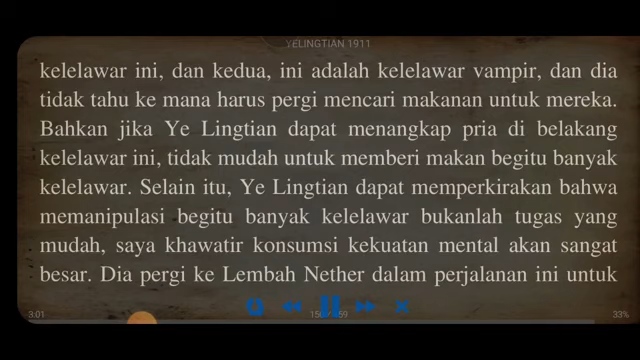 YELINGTIAN 1911
kelelawar ini, dan kedua, ini adalah kelelawar vampir, dan dia
tidak tahu ke mana harus pergi mencari makanan untuk mereka.
Bahkan jika Ye Lingtian dapat menangkap pria di belakang
kelelawar ini, tidak mudah untuk memberi makan begitu banyak
kelelawar. Selain itu, Ye Lingtian dapat memperkirakan bahwa
memanipulasi begitu banyak kelelawar bukanlah tugas yang
mudah, saya khawatir konsumsi kekuatan mental akan sangat
besar. Dia pergi ke Lembah Nether dalam perjalanan ini untuk
3:01
33%